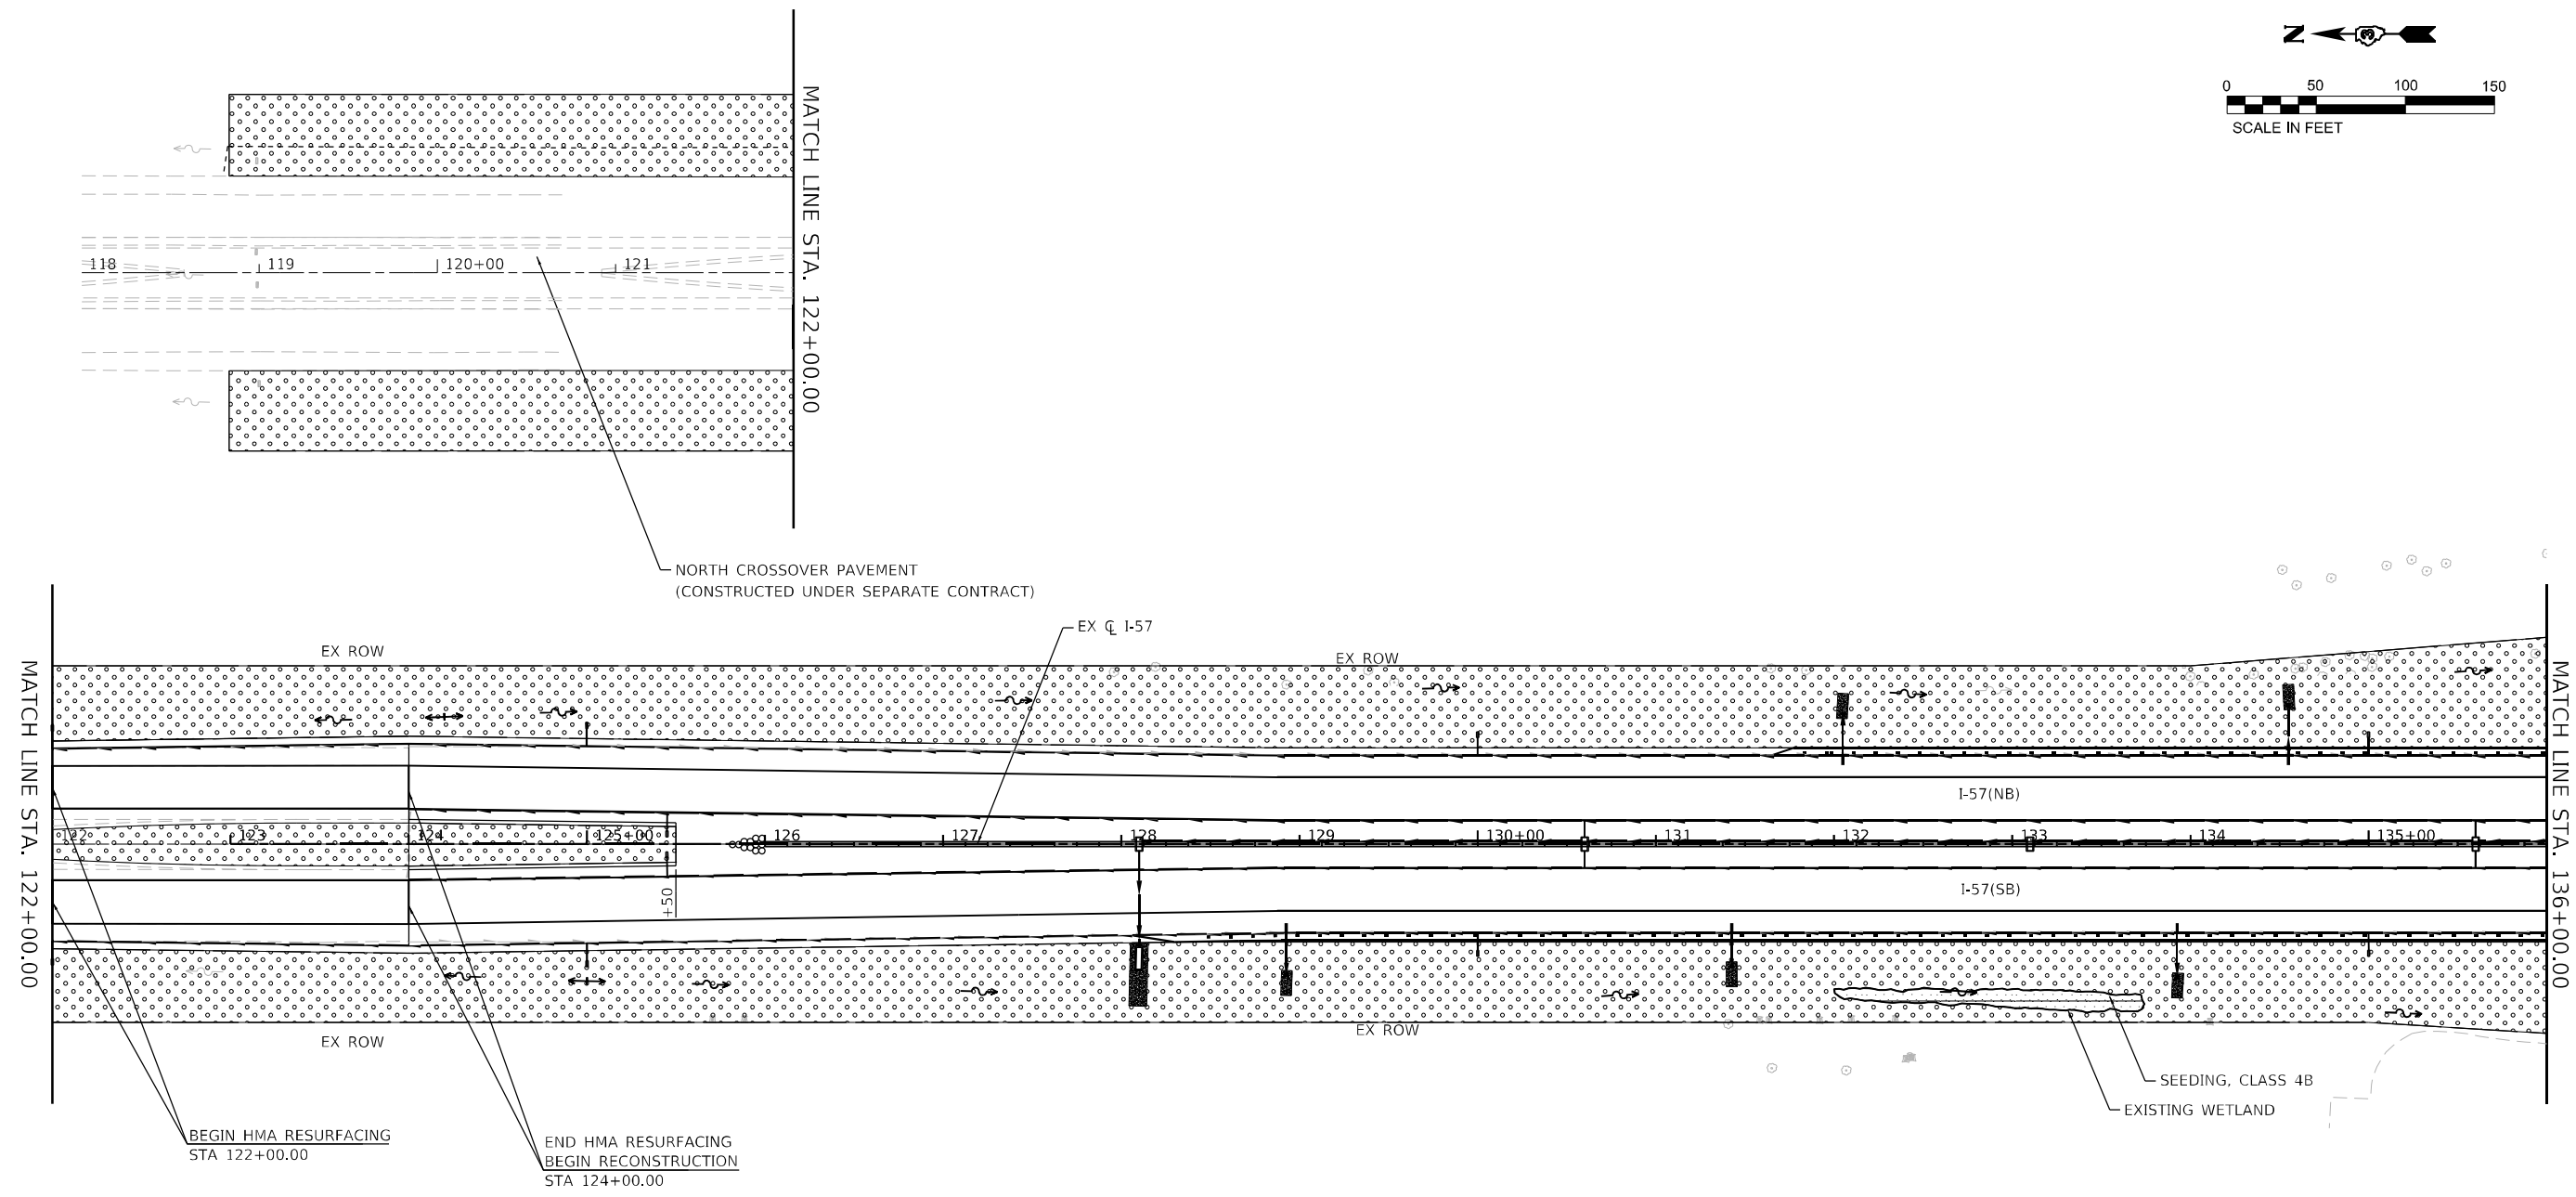 N
3
0 50 100 150
SCALE IN FEET
MATCH LINE STA. 122+00.00
118 119 120+00 121
NORTH CROSSOVER PAVEMENT
(CONSTRUCTED UNDER SEPARATE CONTRACT)
EX ℄ I-57
EX ROW
EX ROW
MATCH LINE STA. 122+00.00
MATCH LINE STA. 136+00.00
I-57(NB)
122 123 124 125+00 126 127 128 129 130+00 131 132 133 134 135+00
+50
I-57(SB)
EX ROW
EX ROW
SEEDING, CLASS 4B
EXISTING WETLAND
BEGIN HMA RESURFACING
STA 122+00.00
END HMA RESURFACING
BEGIN RECONSTRUCTION
STA 124+00.00